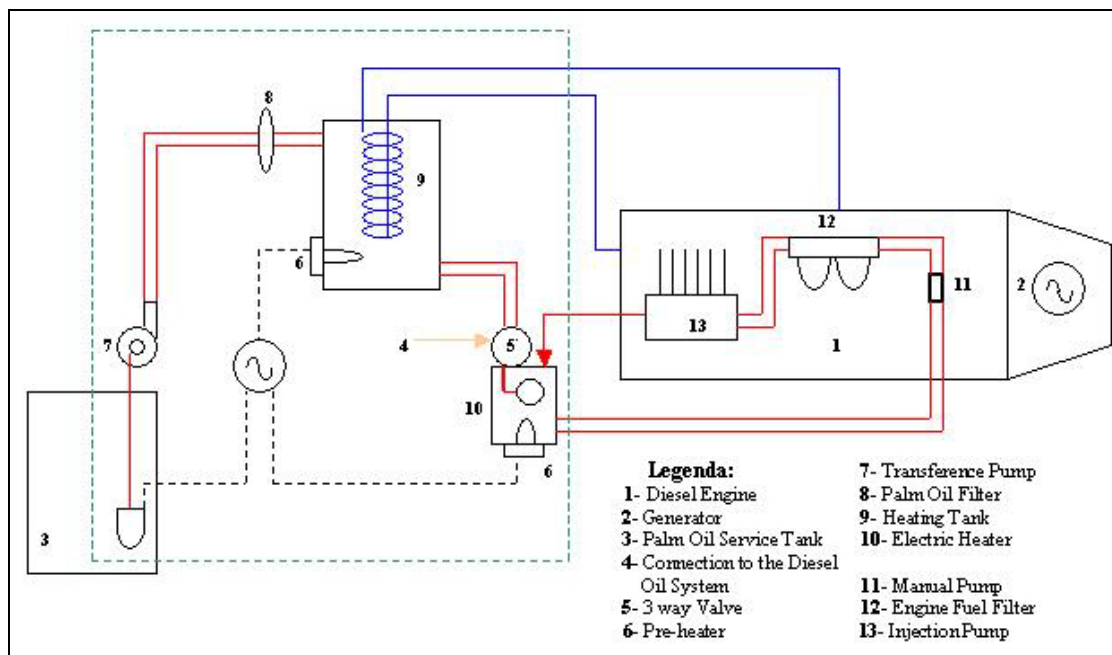 8
9
12
6
11
2
13
1
7
4
5
10
6
3
Legenda:
1- Diesel Engine
2- Generator
3- Palm Oil Service Tank
4- Connection to the Diesel
Oil System
5- 3 way Valve
6- Pre-heater
7- Transference Pump
8- Palm Oil Filter
9- Heating Tank
10- Electric Heater
11- Manual Pump
12- Engine Fuel Filter
13- Injection Pump